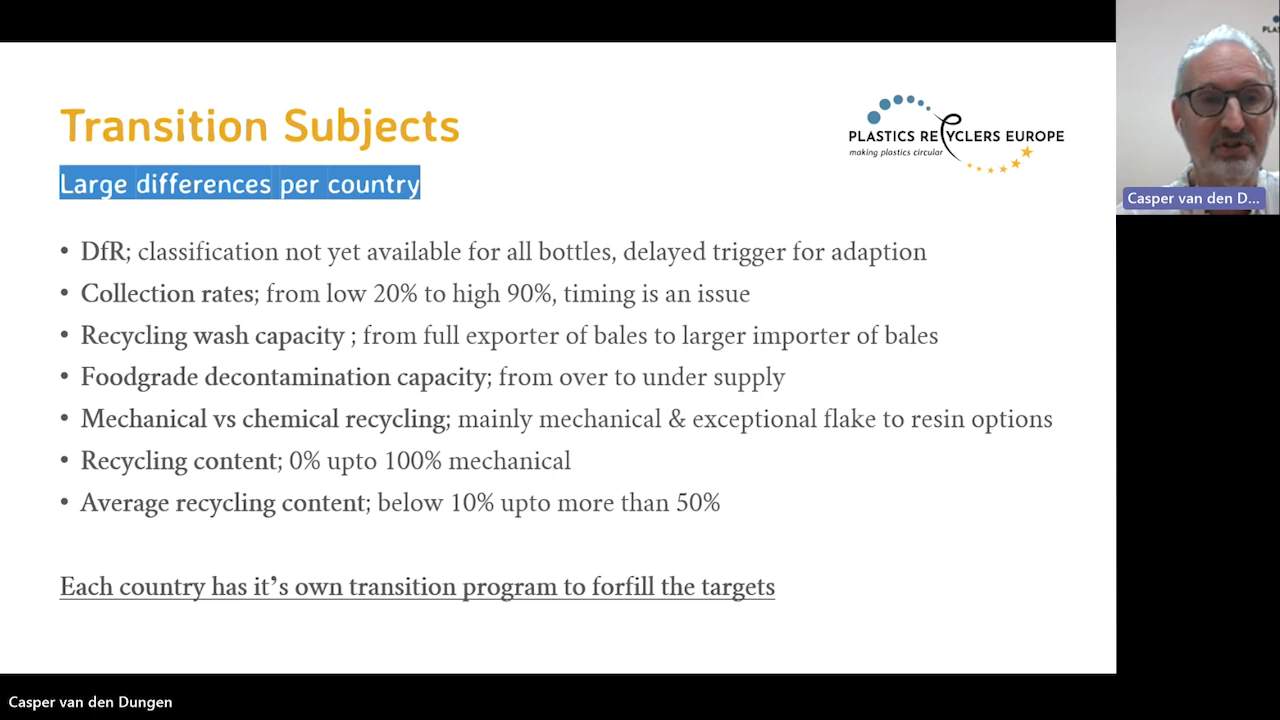 Transition Subjects
Large differences per country
PLASTICS RECYCLERS EUROPE
making plastics circular
• DfR; classification not yet available for all bottles, delayed trigger for adaption
• Collection rates; from low 20% to high 90%, timing is an issue
• Recycling wash capacity ; from full exporter of bales to larger importer of bales
• Foodgrade decontamination capacity; from over to under supply
• Mechanical vs chemical recycling; mainly mechanical & exceptional flake to resin options
• Recycling content; 0% upto 100% mechanical
• Average recycling content; below 10% upto more than 50%
Each country has it’s own transition program to forfill the targets
PLAS
Casper van den D...
Casper van den Dungen